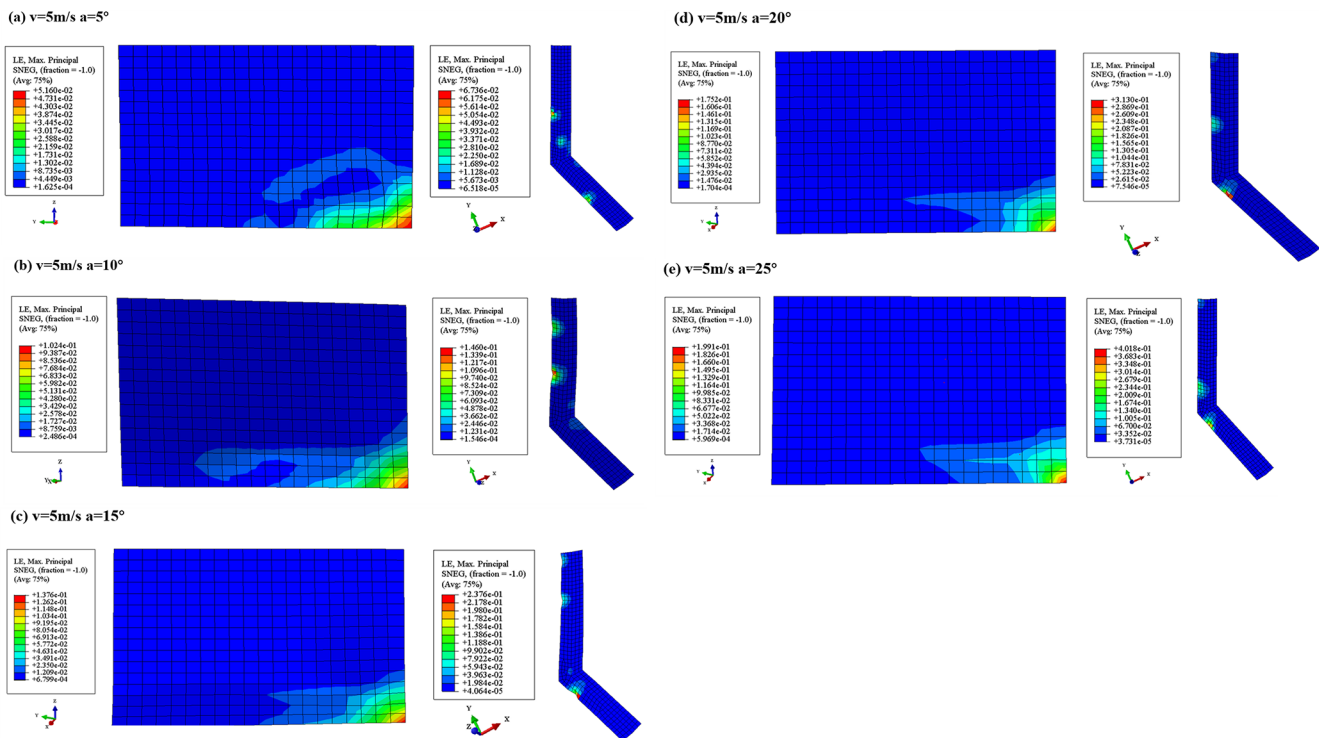 (a) v=5m/s a=5°
LE, Max. Principal
SNEG, (fraction = -1.0)
(Avg: 75%)
+5.160e-02
+4.731e-02
+4.303e-02
+3.874e-02
+3.445e-02
+3.017e-02
+2.588e-02
+2.159e-02
+1.731e-02
+1.302e-02
+8.735e-03
+4.449e-03
+1.625e-04
Z
Y
LE, Max. Principal
SNEG, (fraction = -1.0)
(Avg: 75%)
+6.736e-02
+6.175e-02
+5.614e-02
+5.054e-02
+4.493e-02
+3.932e-02
+3.371e-02
+2.810e-02
+2.250e-02
+1.689e-02
+1.128e-02
+5.673e-03
+6.518e-05
Y
X
(b) v=5m/s a=10°
LE, Max. Principal
SNEG, (fraction = -1.0)
(Avg: 75%)
+1.024e-01
+9.387e-02
+8.536e-02
+7.684e-02
+6.833e-02
+5.982e-02
+5.131e-02
+4.280e-02
+3.429e-02
+2.578e-02
+1.727e-02
+8.759e-03
+2.486e-04
Z
YX
LE, Max. Principal
SNEG, (fraction = -1.0)
(Avg: 75%)
+1.460e-01
+1.339e-01
+1.217e-01
+1.096e-01
+9.740e-02
+8.524e-02
+7.309e-02
+6.093e-02
+4.878e-02
+3.662e-02
+2.446e-02
+1.231e-02
+1.546e-04
Y
X
Z
(c) v=5m/s a=15°
LE, Max. Principal
SNEG, (fraction = -1.0)
(Avg: 75%)
+1.376e-01
+1.262e-01
+1.148e-01
+1.034e-01
+9.195e-02
+8.054e-02
+6.913e-02
+5.772e-02
+4.631e-02
+3.491e-02
+2.350e-02
+1.209e-02
+6.799e-04
Z
Y
X
LE, Max. Principal
SNEG, (fraction = -1.0)
(Avg: 75%)
+2.376e-01
+2.178e-01
+1.980e-01
+1.782e-01
+1.584e-01
+1.386e-01
+1.188e-01
+9.902e-02
+7.922e-02
+5.943e-02
+3.963e-02
+1.984e-02
+4.064e-05
Y
X
Z
(d) v=5m/s a=20°
LE, Max. Principal
SNEG, (fraction = -1.0)
(Avg: 75%)
+1.752e-01
+1.606e-01
+1.461e-01
+1.315e-01
+1.169e-01
+1.023e-01
+8.770e-02
+7.311e-02
+5.852e-02
+4.394e-02
+2.935e-02
+1.476e-02
+1.704e-04
Z
Y
X
LE, Max. Principal
SNEG, (fraction = -1.0)
(Avg: 75%)
+3.130e-01
+2.869e-01
+2.609e-01
+2.348e-01
+2.087e-01
+1.826e-01
+1.565e-01
+1.305e-01
+1.044e-01
+7.831e-02
+5.223e-02
+2.615e-02
+7.546e-05
Y
X
Z
(e) v=5m/s a=25°
LE, Max. Principal
SNEG, (fraction = -1.0)
(Avg: 75%)
+1.991e-01
+1.826e-01
+1.660e-01
+1.495e-01
+1.329e-01
+1.164e-01
+9.985e-02
+8.331e-02
+6.677e-02
+5.022e-02
+3.368e-02
+1.714e-02
+5.969e-04
Z
Y
X
LE, Max. Principal
SNEG, (fraction = -1.0)
(Avg: 75%)
+4.018e-01
+3.683e-01
+3.348e-01
+3.014e-01
+2.679e-01
+2.344e-01
+2.009e-01
+1.674e-01
+1.340e-01
+1.005e-01
+6.700e-02
+3.352e-02
+3.731e-05
Y
X